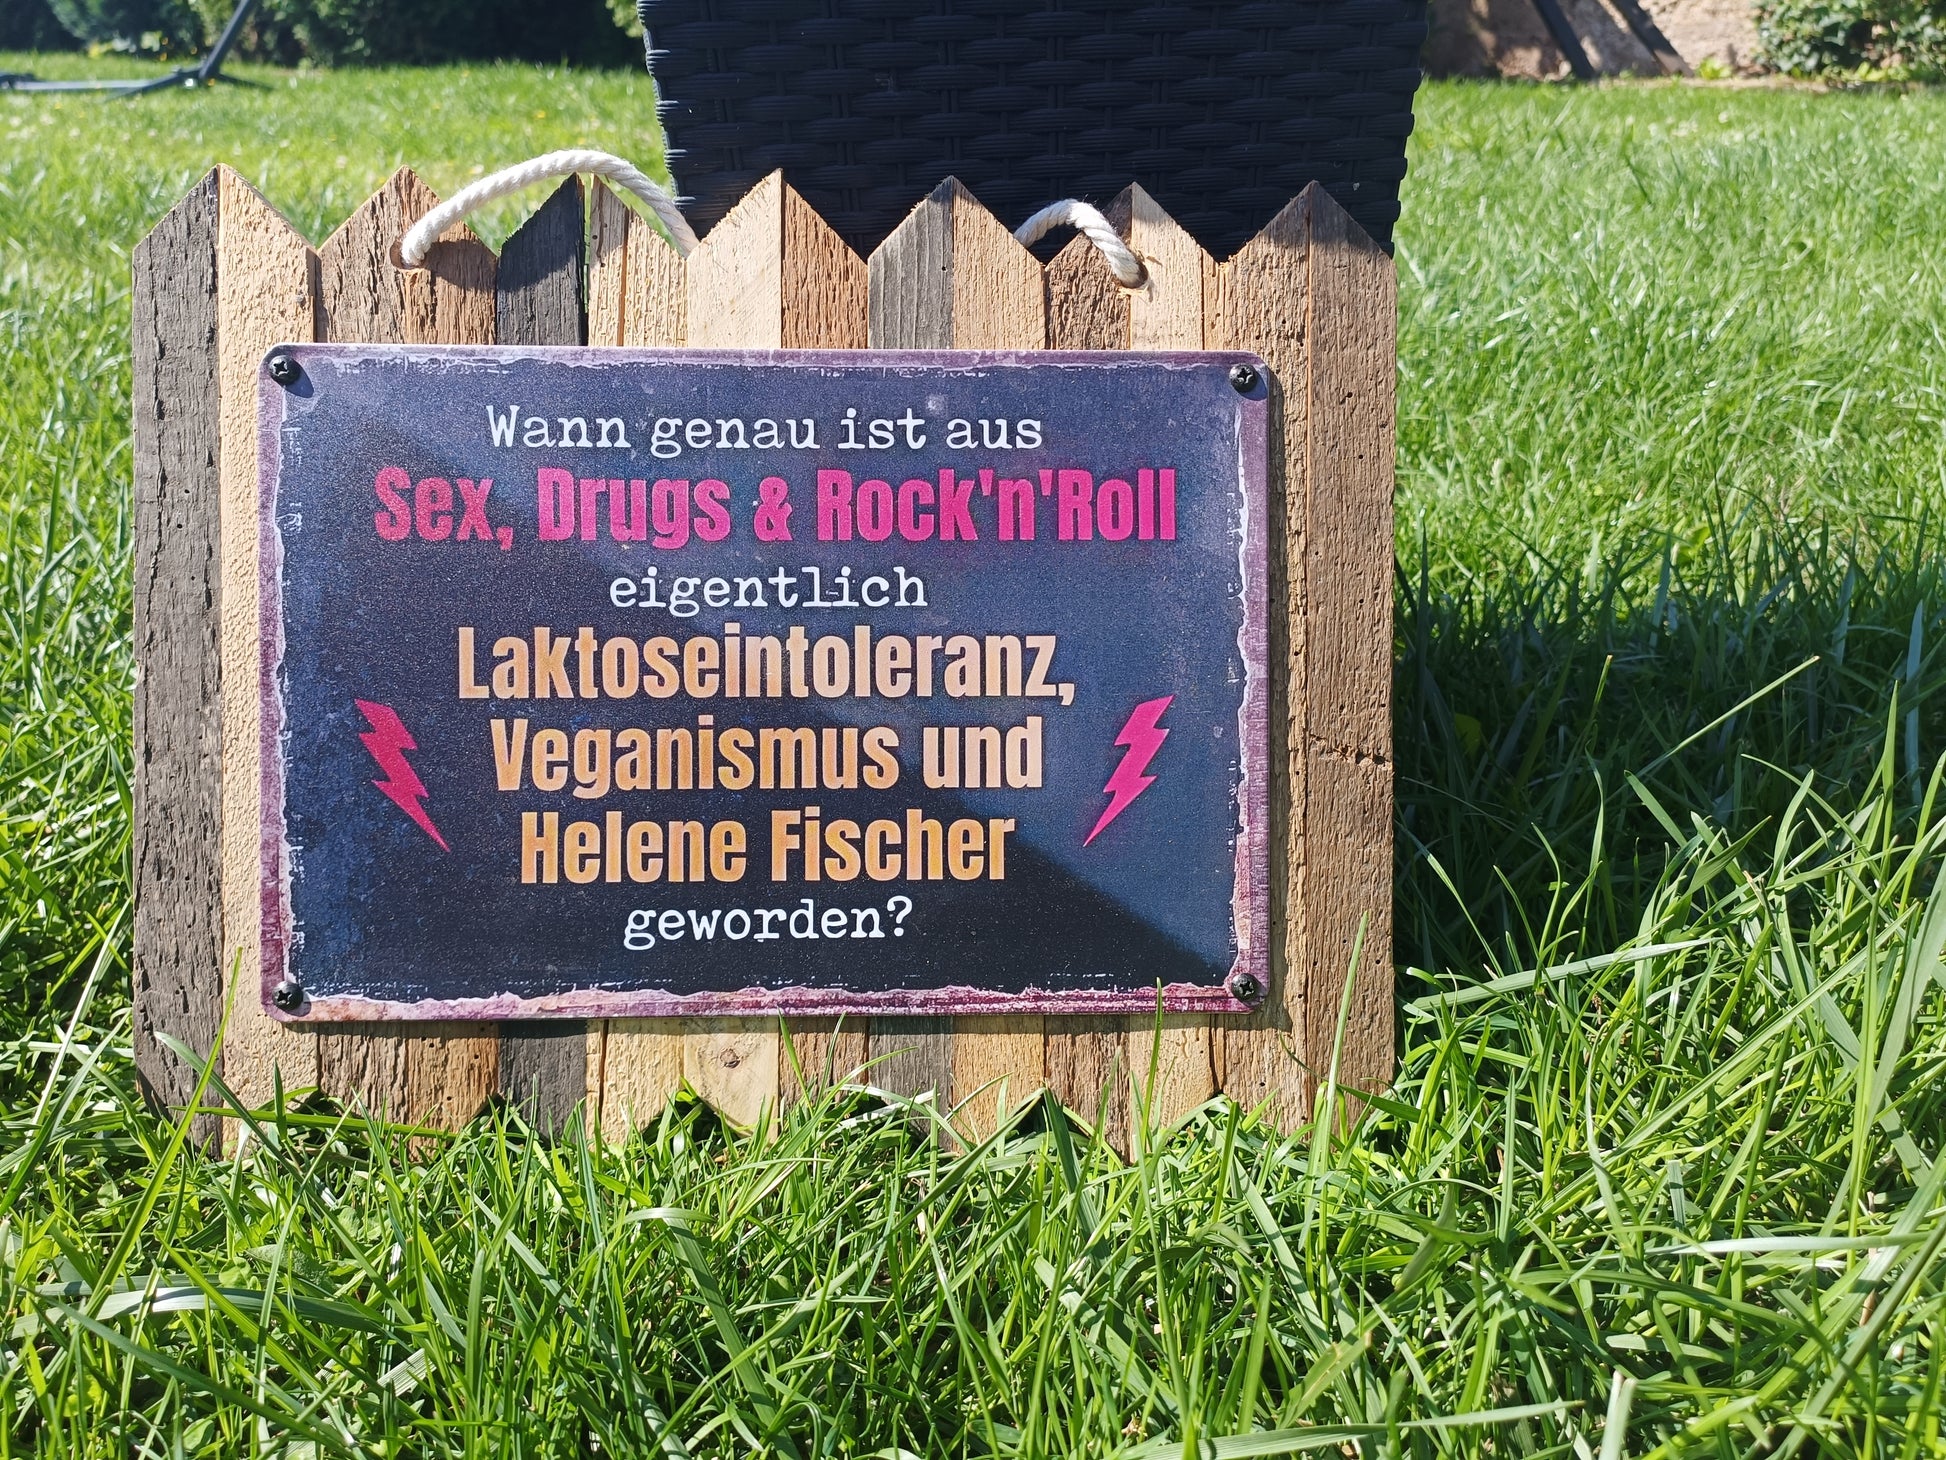 Wann genau ist aus
Sex, Drugs & Rock'n'Roll
eigentlich
Laktoseintoleranz,
Veganismus und
Helene Fischer
geworden?